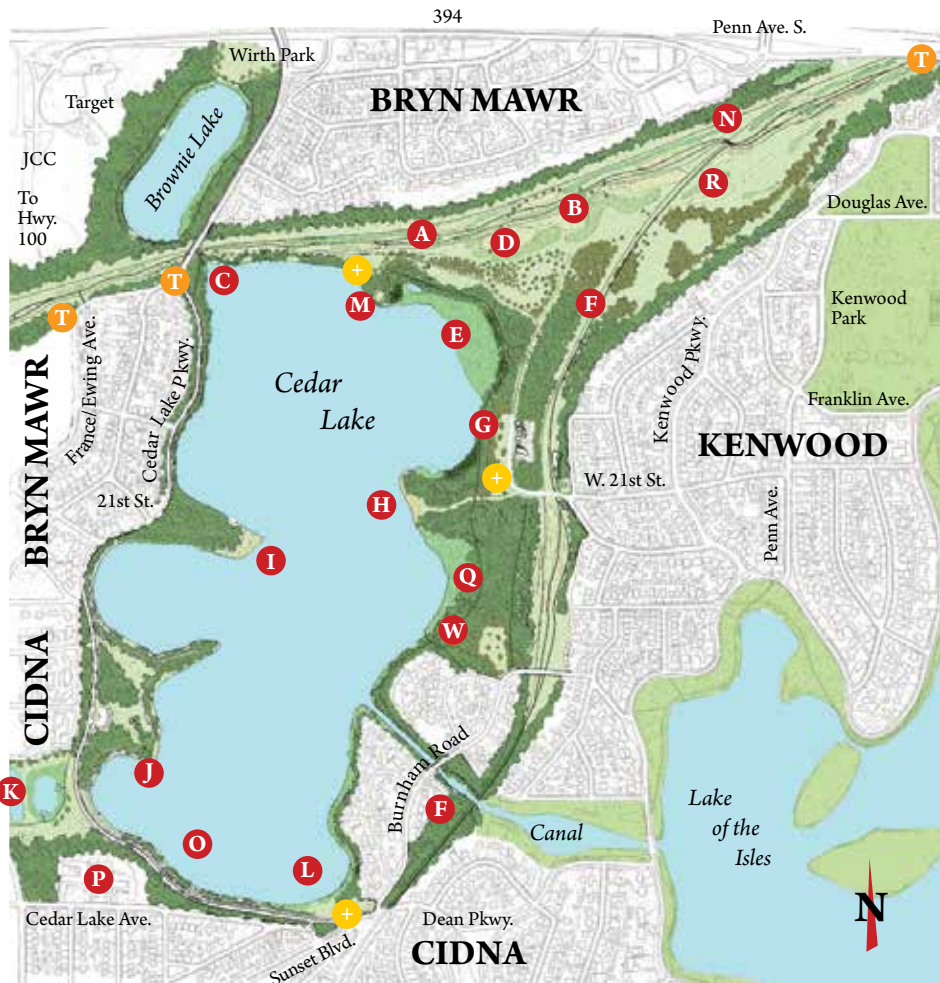 394
Penn Ave. S.
Wirth Park
T
Target
BRYN MAWR
N
JCC
Brownie Lake
R
To
Hwy.
100
B
Douglas Ave.
A
D
+
C
T
M
F
Kenwood
Park
T
E
France/Ewing Ave.
Cedar Lake Pkwy.
Kenwood Pkwy.
Cedar
Lake
Franklin Ave.
BRYN MAWR
G
KENWOOD
+
W. 21st St.
21st St.
H
Penn Ave.
I
Q
W
CIDNA
J
Burnham Road
K
F
Lake
of the
Isles
Canal
O
L
P
N
Cedar Lake Ave.
+
Dean Pkwy.
Sunset Blvd.
CIDNA